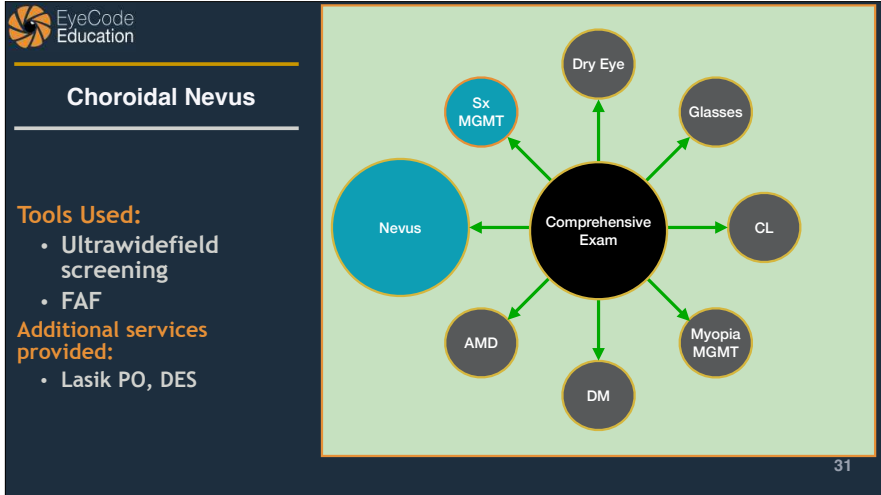 EyeCode
Education
Choroidal Nevus
Tools Used:
• Ultrawidefield
screening
• FAF
Additional services
provided:
• Lasik PO, DES
Dry Eye
Sx
MGMT
Glasses
Nevus
Comprehensive
Exam
CL
AMD
Myopia
MGMT
DM
31